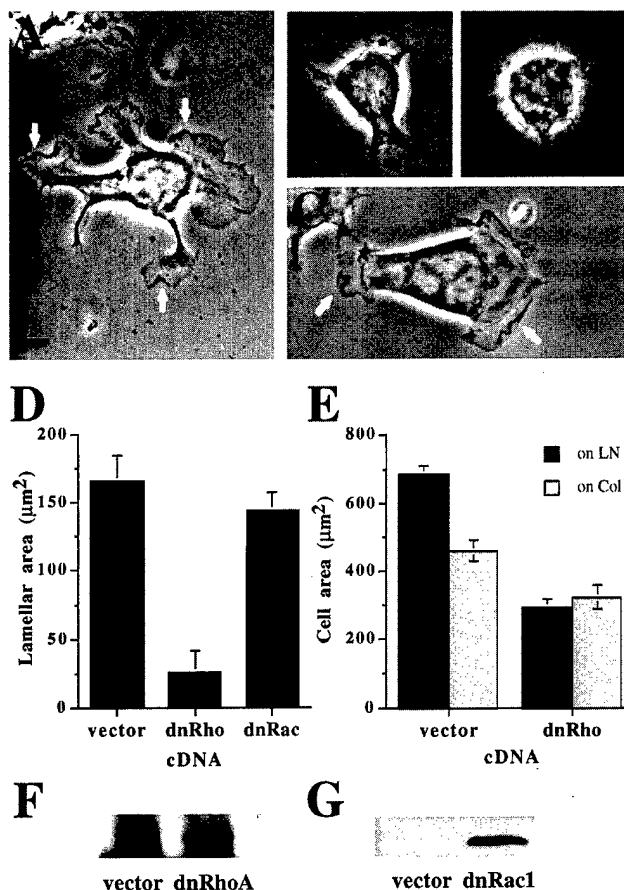 A
C
D
E
200
150
100
50
25
0
Lamellar area (µm²)
vector dnRho dnRac
cDNA
800
600
400
200
0
Cell area (µm²)
on LN
on Col
vector dnRho
cDNA
F
G
vector dnRhoA
vector dnRac1